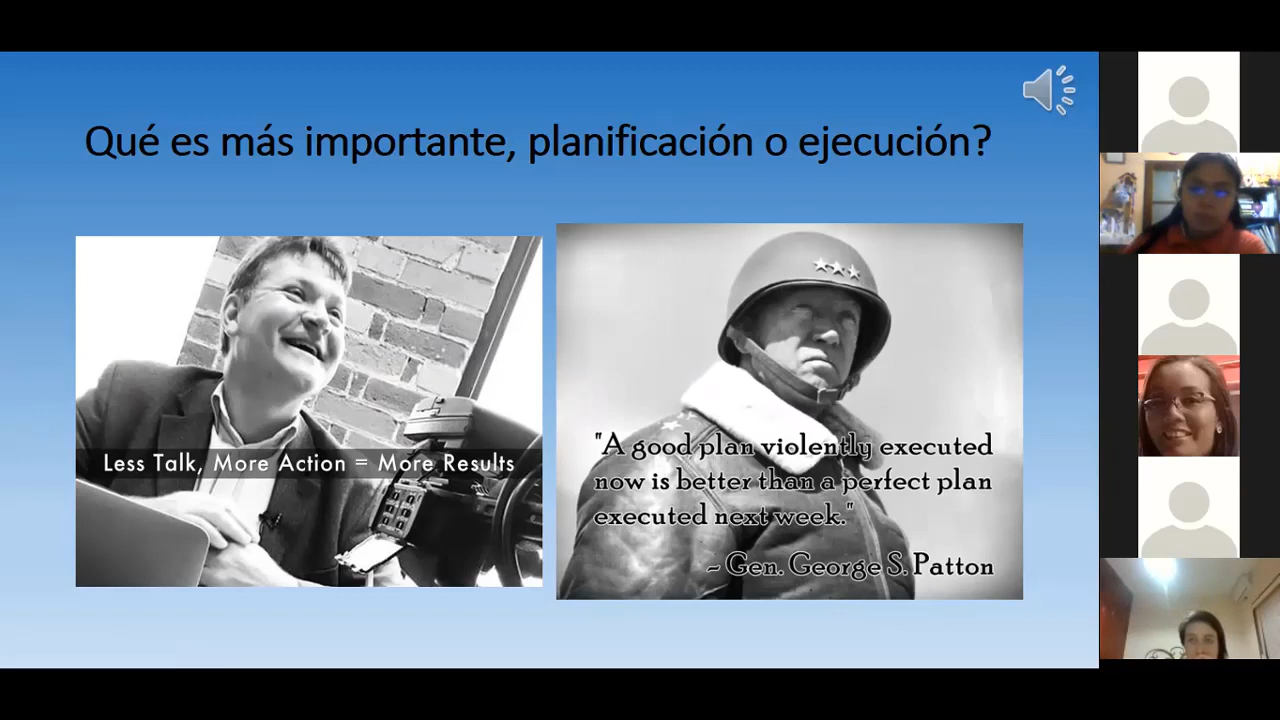 Qué es más importante, planificación o ejecución?
Less Talk, More Action = More Results
"A good plan violently executed
now is better than a perfect plan
executed next week."
~ Gen. George S. Patton